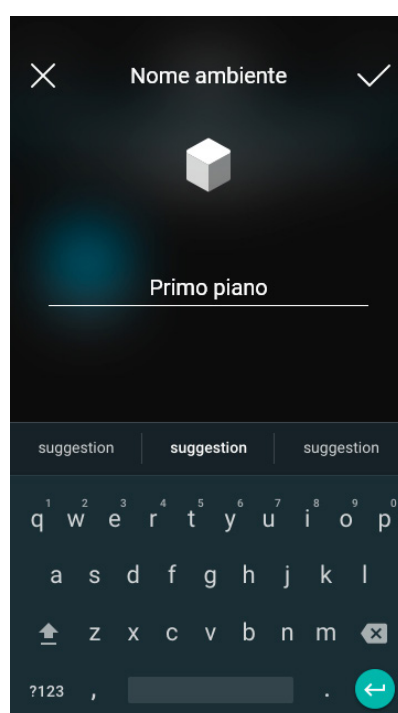 Nome ambiente
Primo piano
suggestion suggestion suggestion
1 2 3 4 5 6 7 8 9 0
q w e r t y u i o p
a s d f g h j k l
z x c v b n m
?123 , .